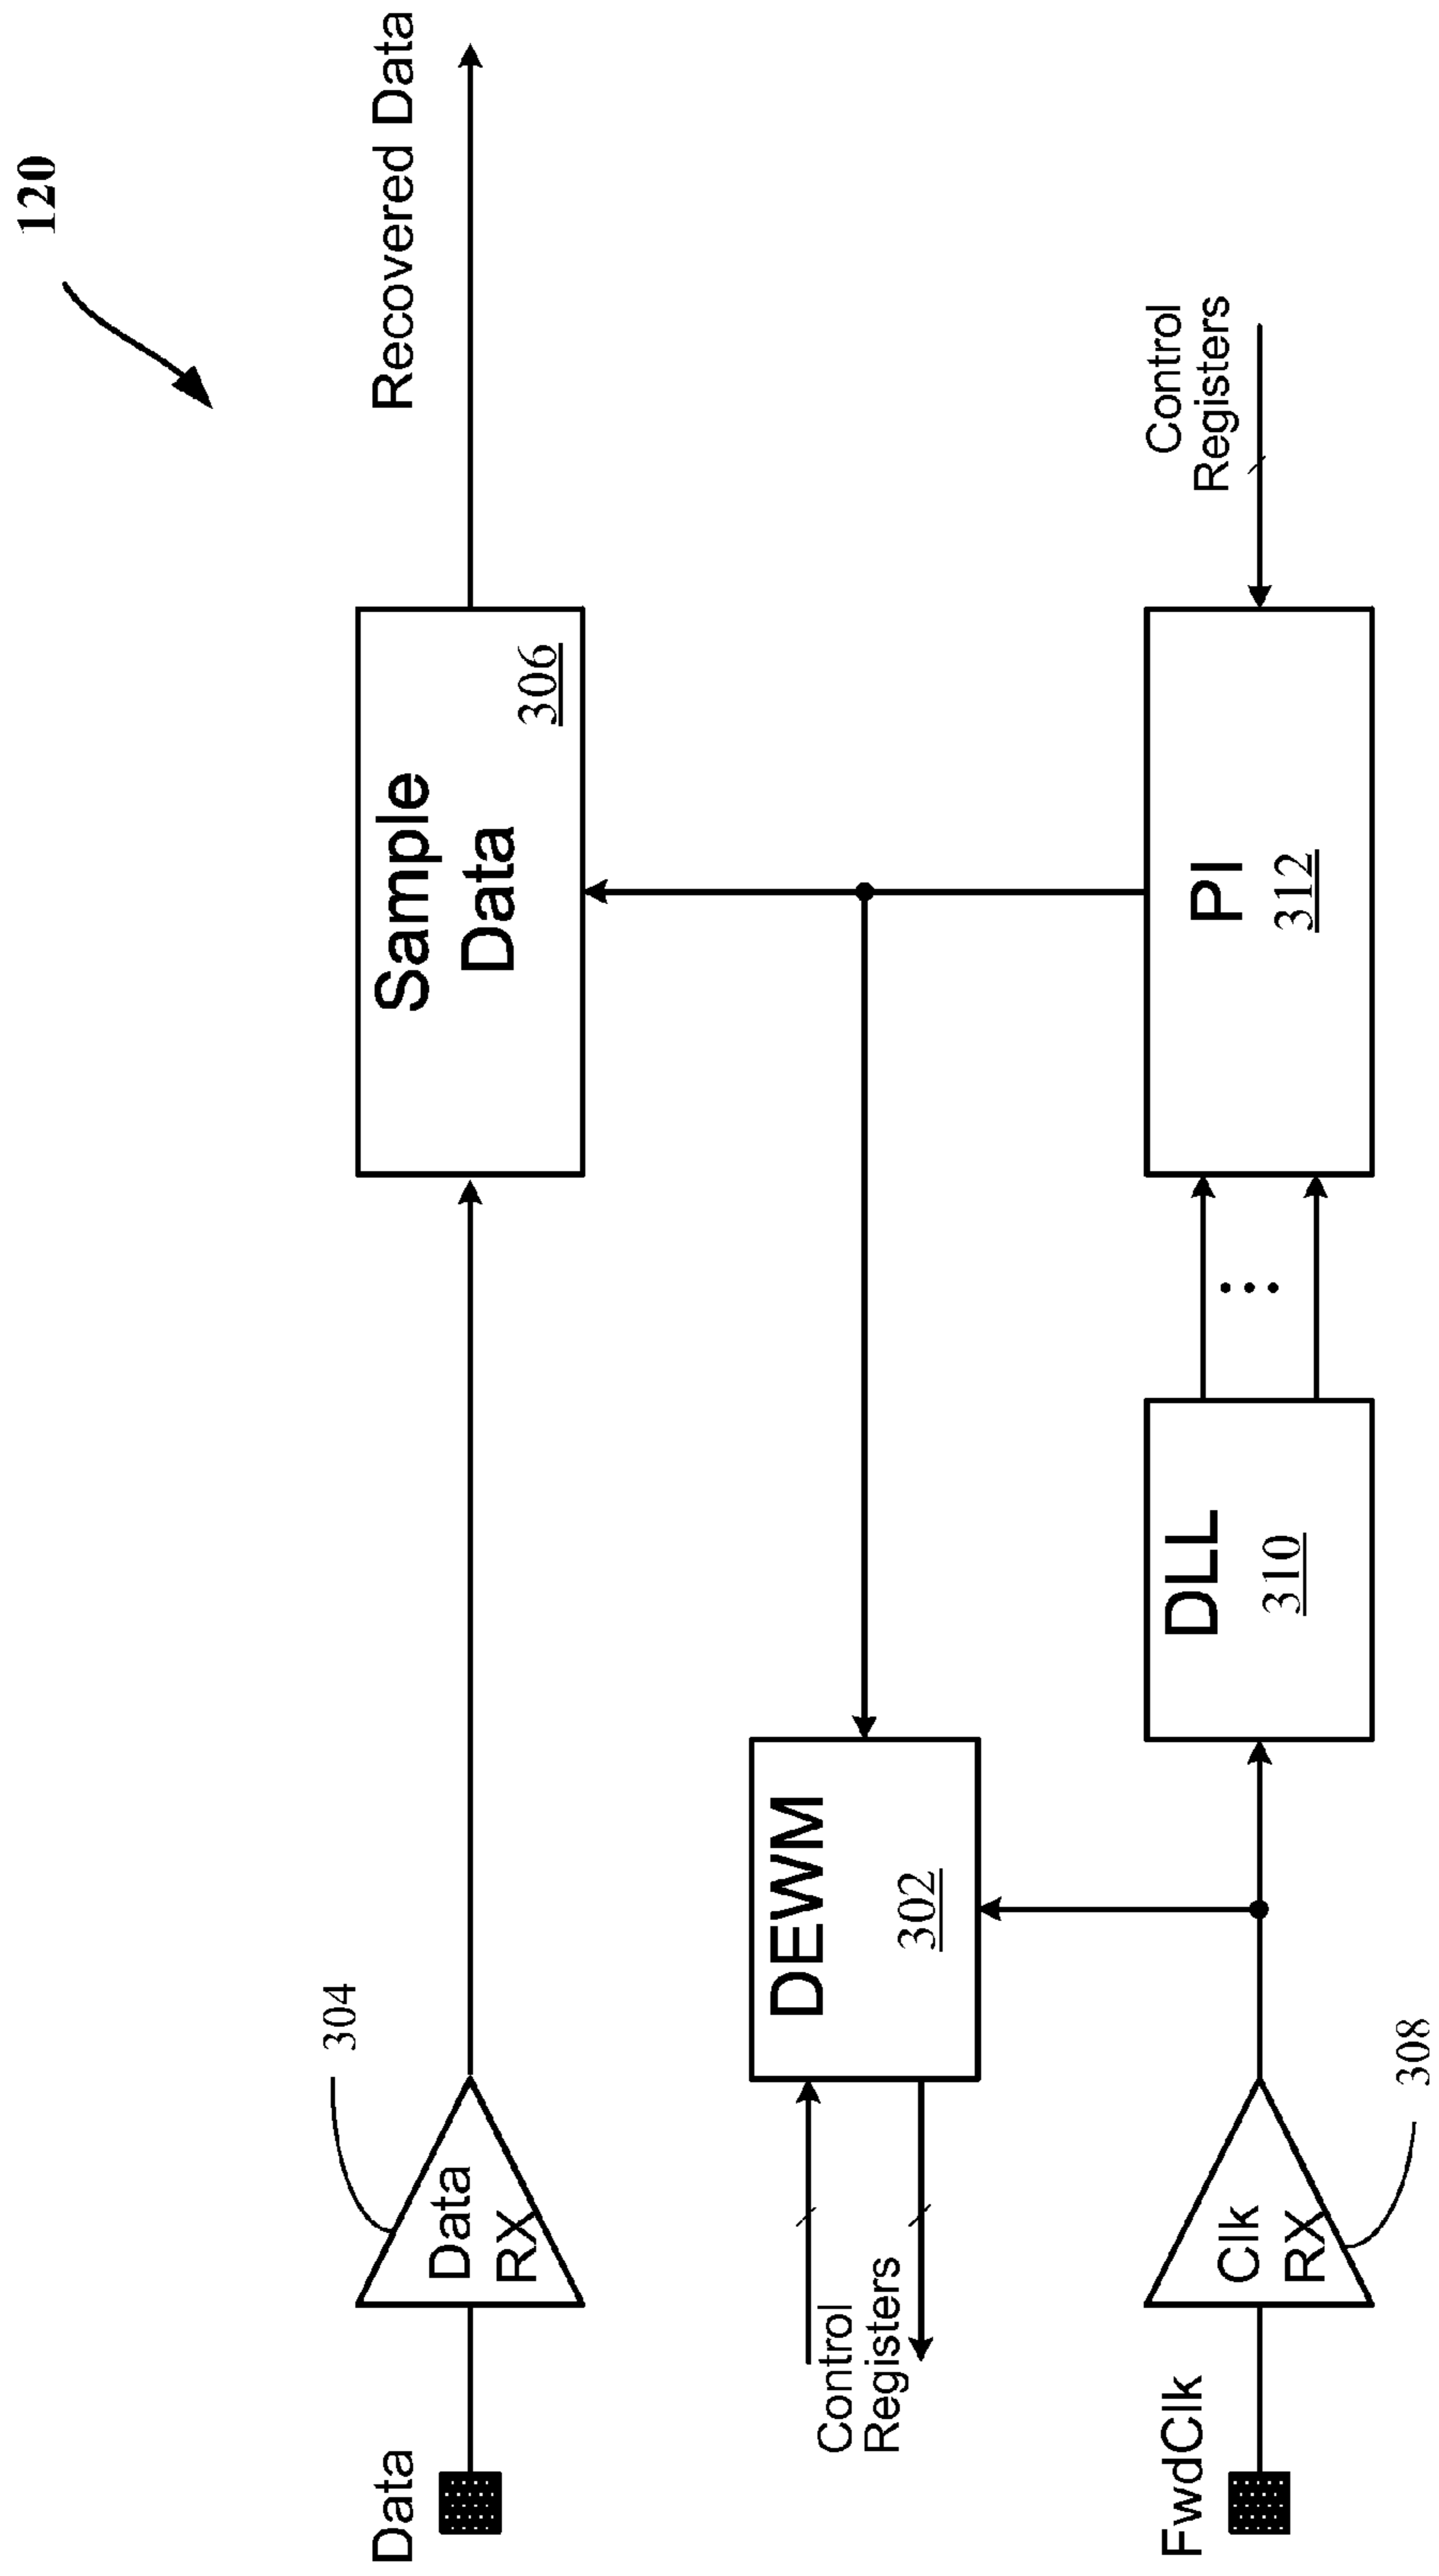 120
Data
304
Data
RX
Sample
Data
306
Recovered Data
Control
Registers
DEWM
302
FwdClk
Clk
RX
308
DLL
310
PI
312
Control
Registers